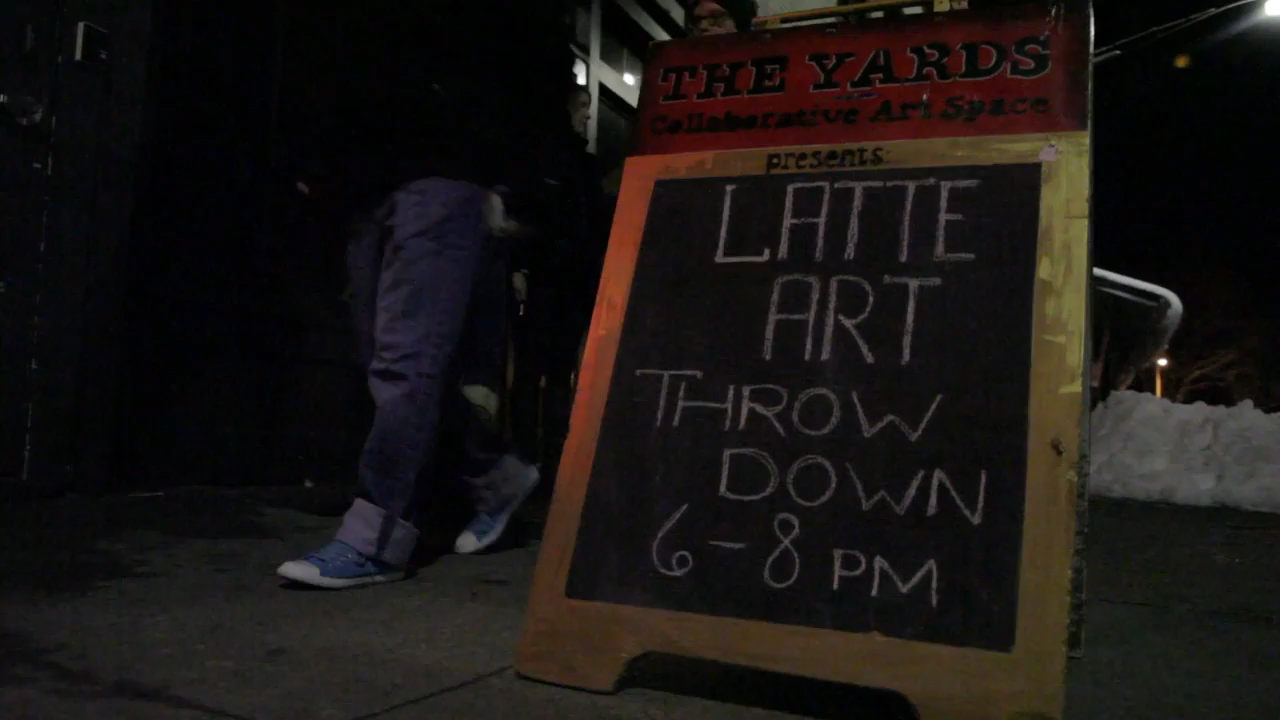 THE YARDS
Collaborative Art Space
presents:
LATTE
ART
THROW
DOWN
6-8 PM